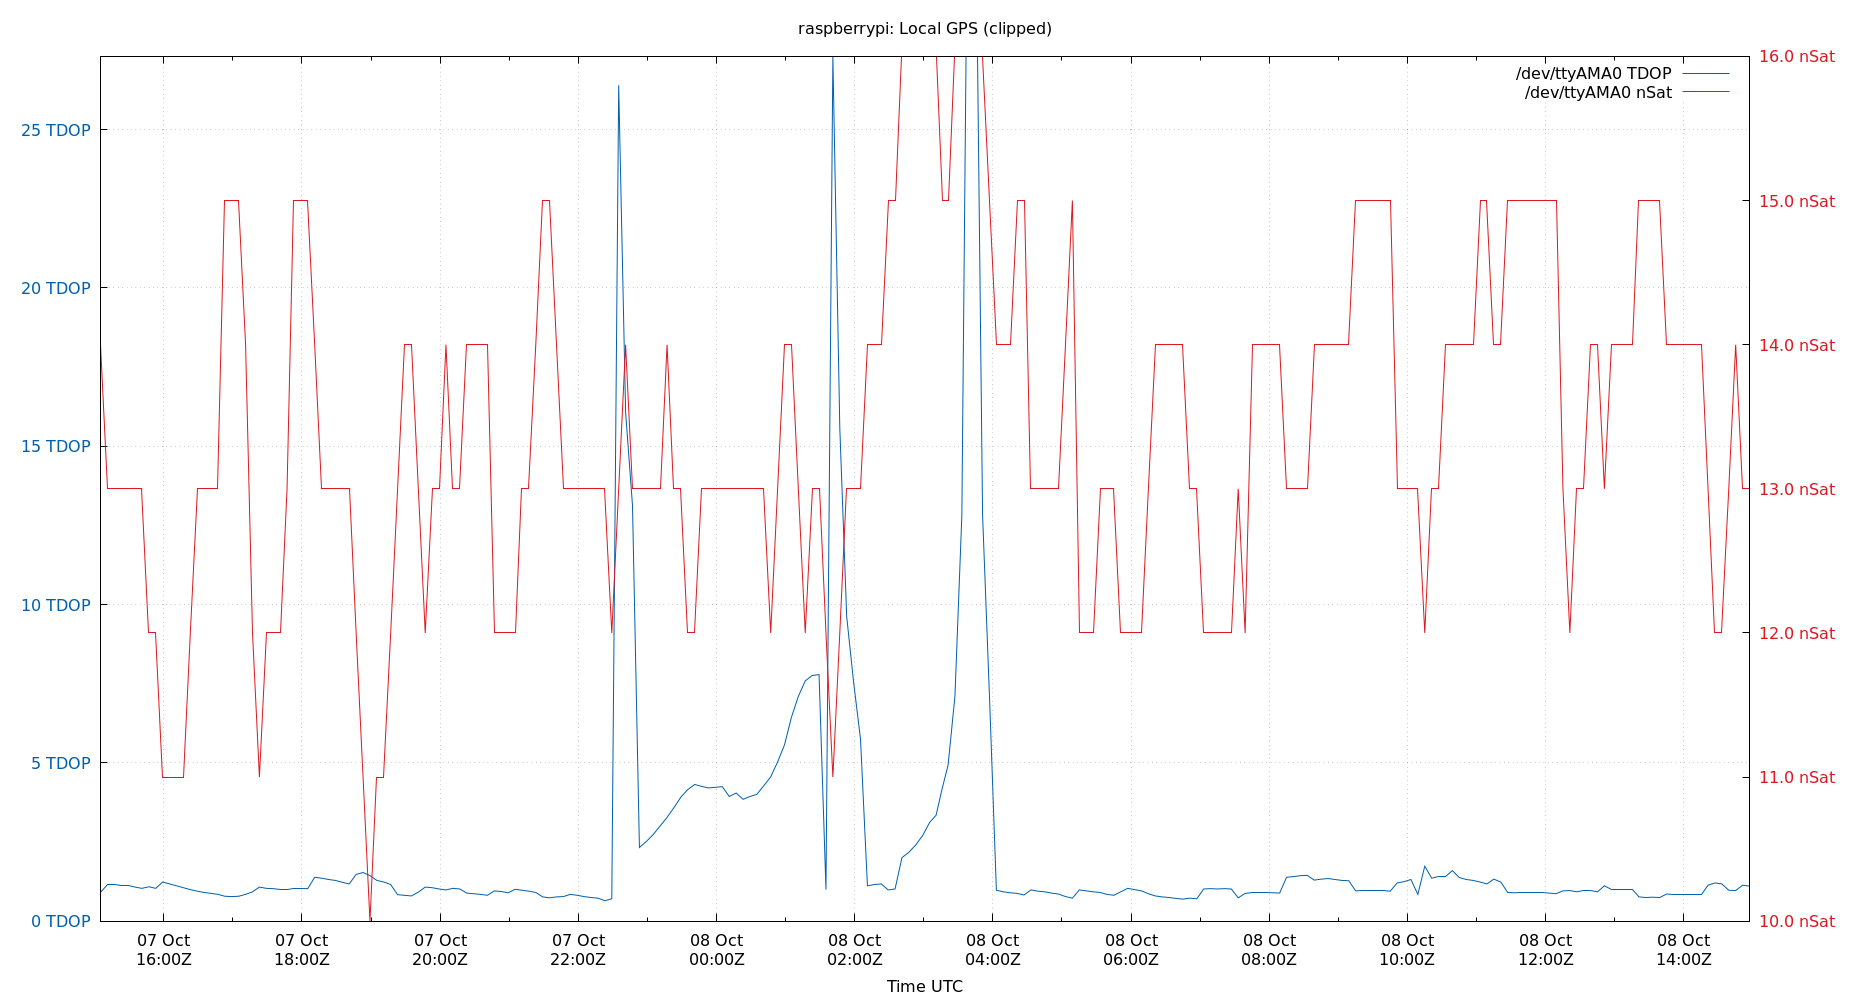 raspberrypi: Local GPS (clipped)
/dev/ttyAMA0 TDOP
/dev/ttyAMA0 nSat
25 TDOP
20 TDOP
15 TDOP
10 TDOP
5 TDOP
0 TDOP
16.0 nSat
15.0 nSat
14.0 nSat
13.0 nSat
12.0 nSat
11.0 nSat
10.0 nSat
07 Oct
16:00Z
07 Oct
18:00Z
07 Oct
20:00Z
07 Oct
22:00Z
08 Oct
00:00Z
08 Oct
02:00Z
08 Oct
04:00Z
08 Oct
06:00Z
08 Oct
08:00Z
08 Oct
10:00Z
08 Oct
12:00Z
08 Oct
14:00Z
Time UTC